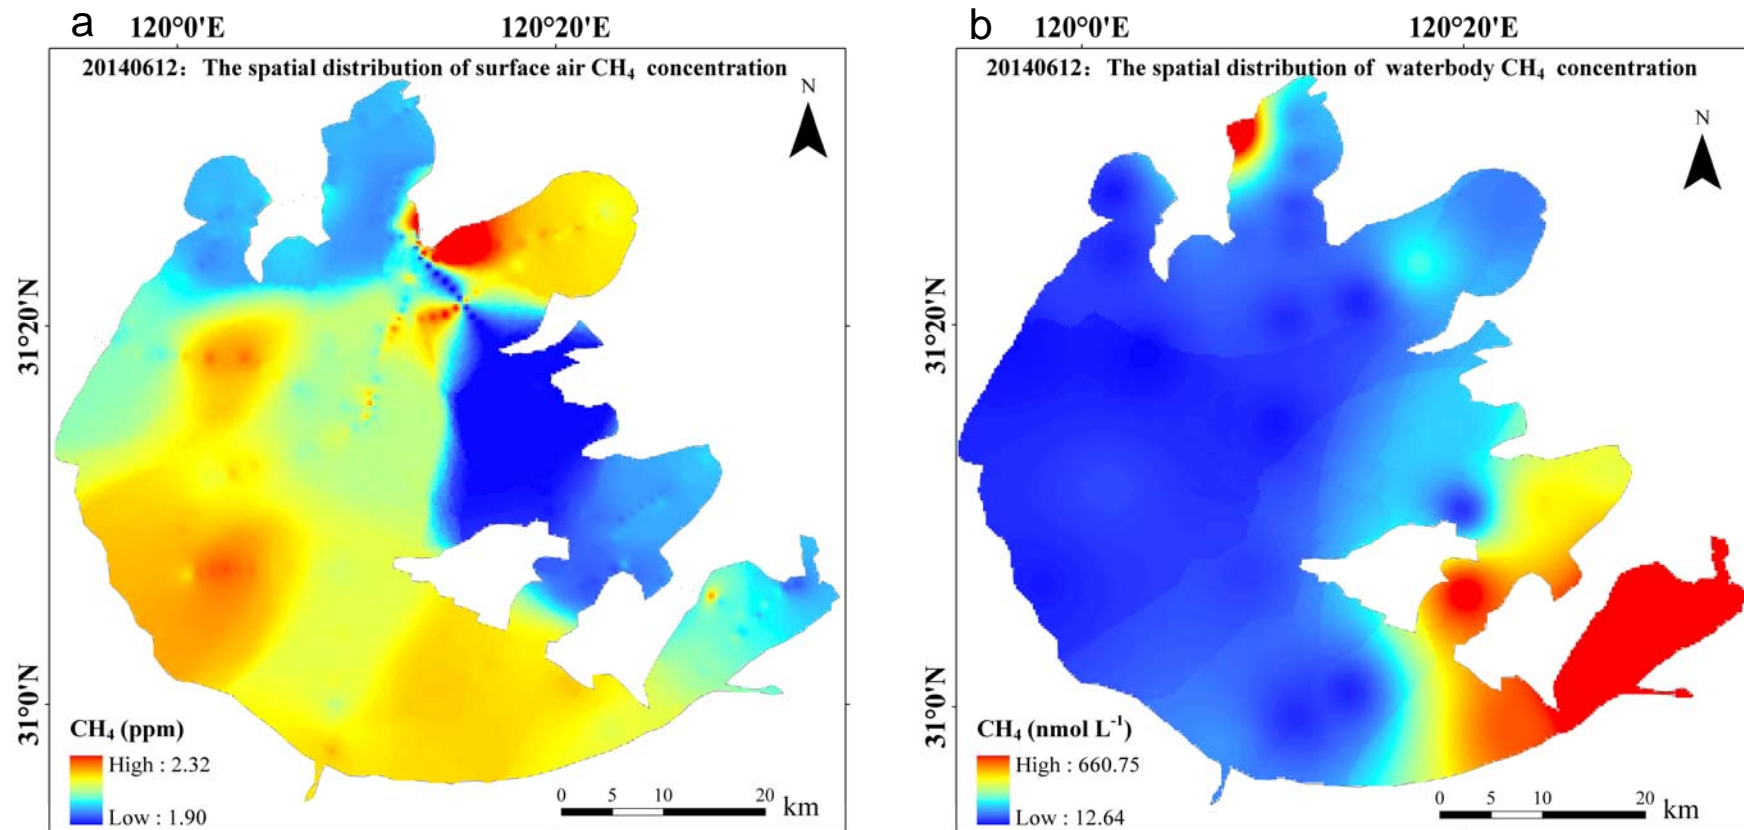 a
120°0'E 120°20'E
20140612: The spatial distribution of surface air CH₄ concentration
N
31°20'N
31°0'N
CH₄ (ppm)
High : 2.32
Low : 1.90
0 5 10 20 km
b
120°0'E 120°20'E
20140612: The spatial distribution of waterbody CH₄ concentration
N
31°20'N
31°0'N
CH₄ (nmol L⁻¹)
High : 660.75
Low : 12.64
0 5 10 20 km